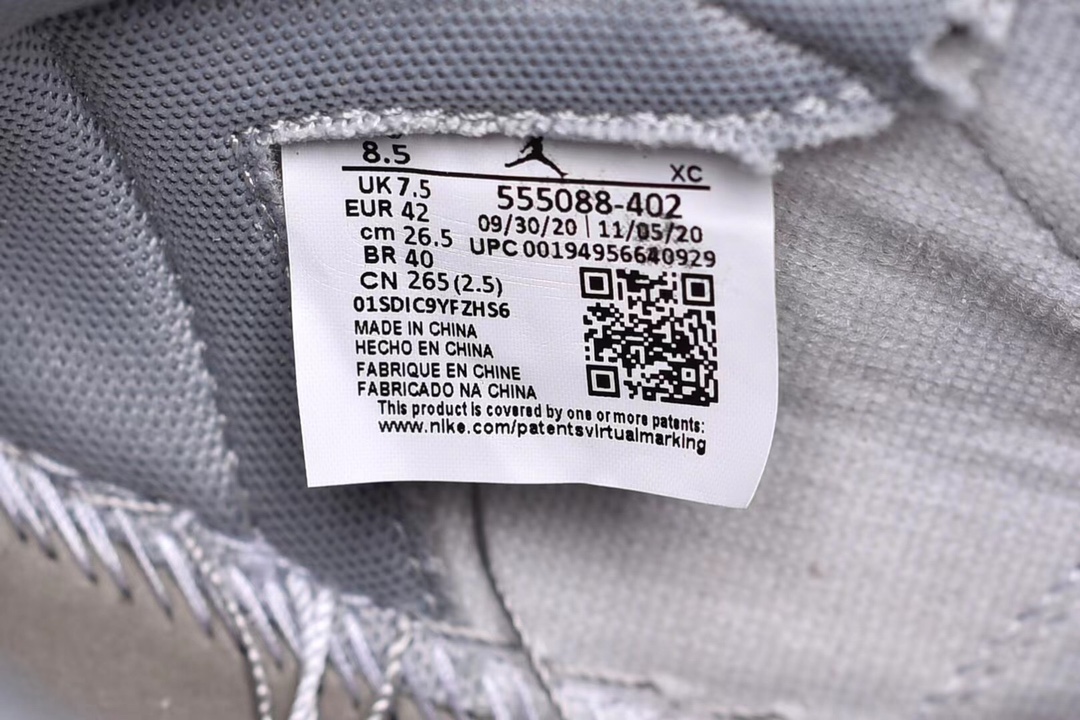 8.5
XC
UK 7.5
EUR 42
cm 26.5
BR 40
CN 265 (2.5)
01SDIC9YFZHS6
555088-402
09/30/20 | 11/05/20
UPC 00194956640929
MADE IN CHINA
HECHO EN CHINA
FABRIQUE EN CHINE
FABRICADO NA CHINA
This product is covered by one or more patents:
www.nike.com/patentsvirtualmarking